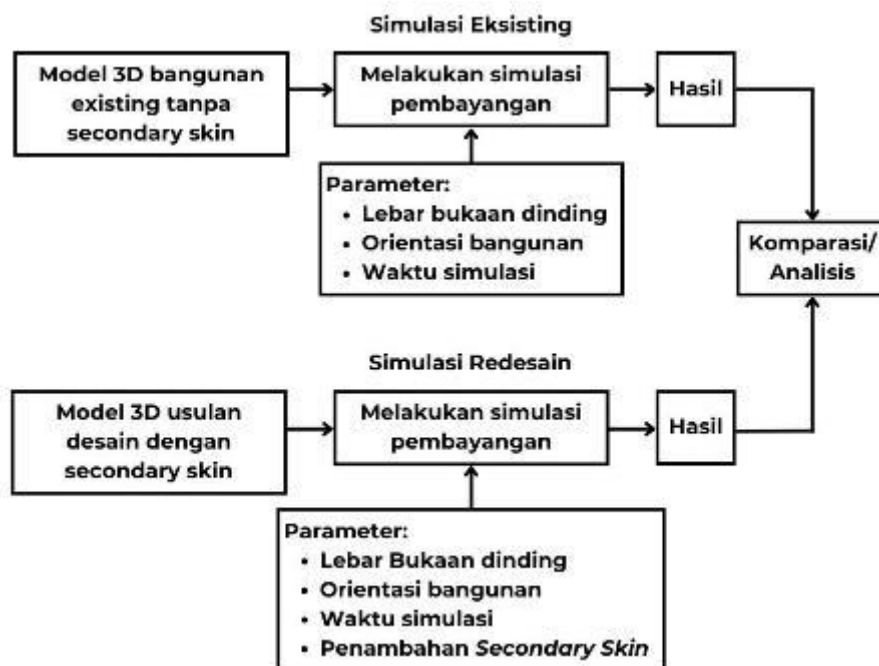 Simulasi Eksisting
Model 3D bangunan
existing tanpa
secondary skin
Melakukan simulasi
pembayangan
Hasil
Parameter:
• Lebar bukaan dinding
• Orientasi bangunan
• Waktu simulasi
Komparasi/
Analisis
Simulasi Redesain
Model 3D usulan
desain dengan
secondary skin
Melakukan simulasi
pembayangan
Hasil
Parameter:
• Lebar Bukaan dinding
• Orientasi bangunan
• Waktu simulasi
• Penambahan Secondary Skin